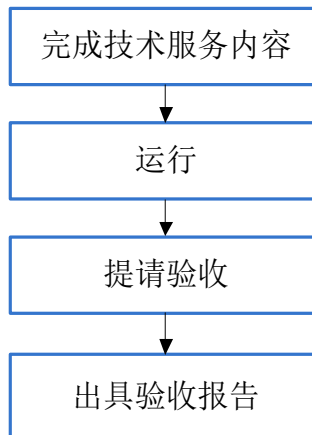 完成技术服务内容
运行
提请验收
出具验收报告